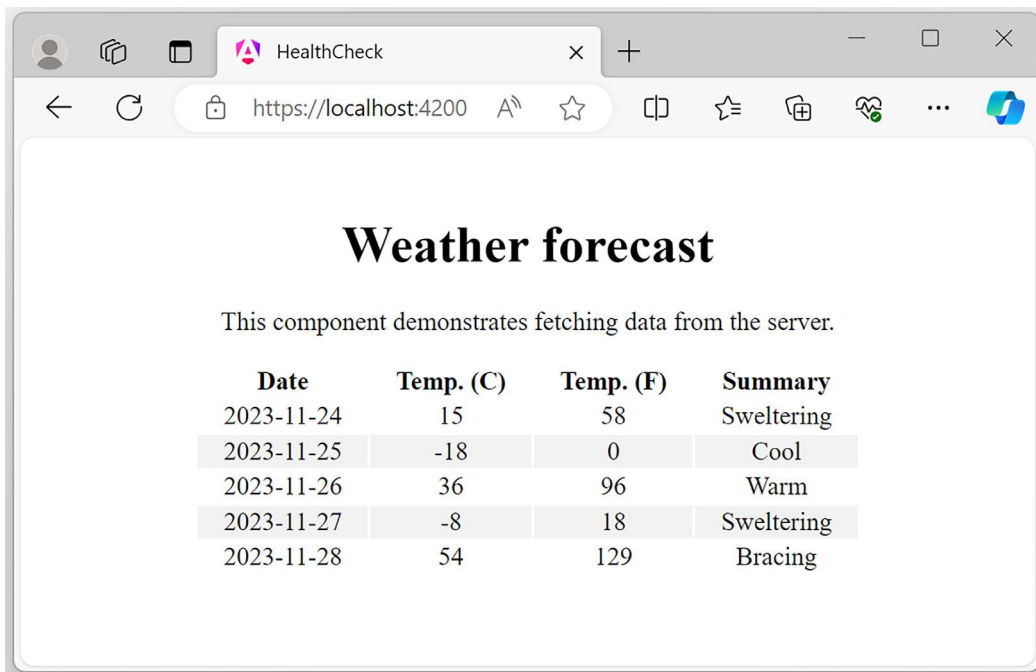 HealthCheck
https://localhost:4200
Weather forecast
This component demonstrates fetching data from the server.
Date Temp. (C) Temp. (F) Summary
2023-11-24 15 58 Sweltering
2023-11-25 -18 0 Cool
2023-11-26 36 96 Warm
2023-11-27 -8 18 Sweltering
2023-11-28 54 129 Bracing